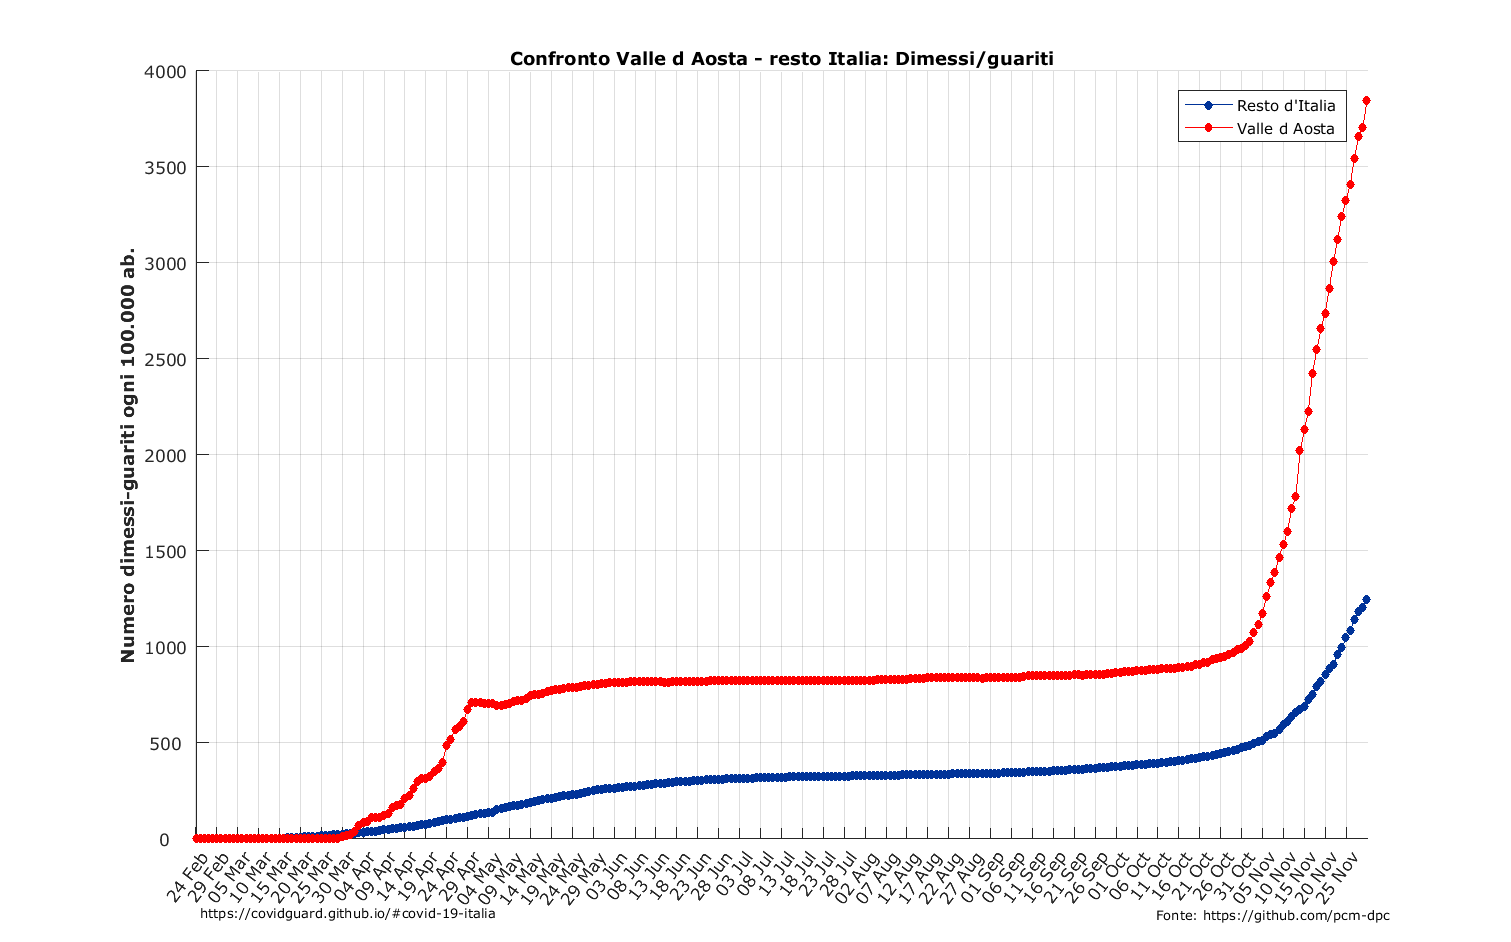 Confronto Valle d Aosta - resto Italia: Dimessi/guariti
Resto d'Italia
Valle d Aosta
Numero dimessi-guariti ogni 100.000 ab.
4000
3500
3000
2500
2000
1500
1000
500
0
24 Feb
29 Feb
05 Mar
10 Mar
15 Mar
20 Mar
25 Mar
30 Mar
04 Apr
09 Apr
14 Apr
19 Apr
24 Apr
29 Apr
04 May
09 May
14 May
19 May
24 May
29 May
03 Jun
08 Jun
13 Jun
18 Jun
23 Jun
28 Jun
03 Jul
08 Jul
13 Jul
18 Jul
23 Jul
28 Jul
02 Aug
07 Aug
12 Aug
17 Aug
22 Aug
27 Aug
01 Sep
06 Sep
11 Sep
16 Sep
21 Sep
26 Sep
01 Oct
06 Oct
11 Oct
16 Oct
21 Oct
26 Oct
31 Oct
05 Nov
10 Nov
15 Nov
20 Nov
25 Nov
https://covidguard.github.io/#covid-19-italia
Fonte: https://github.com/pcm-dpc